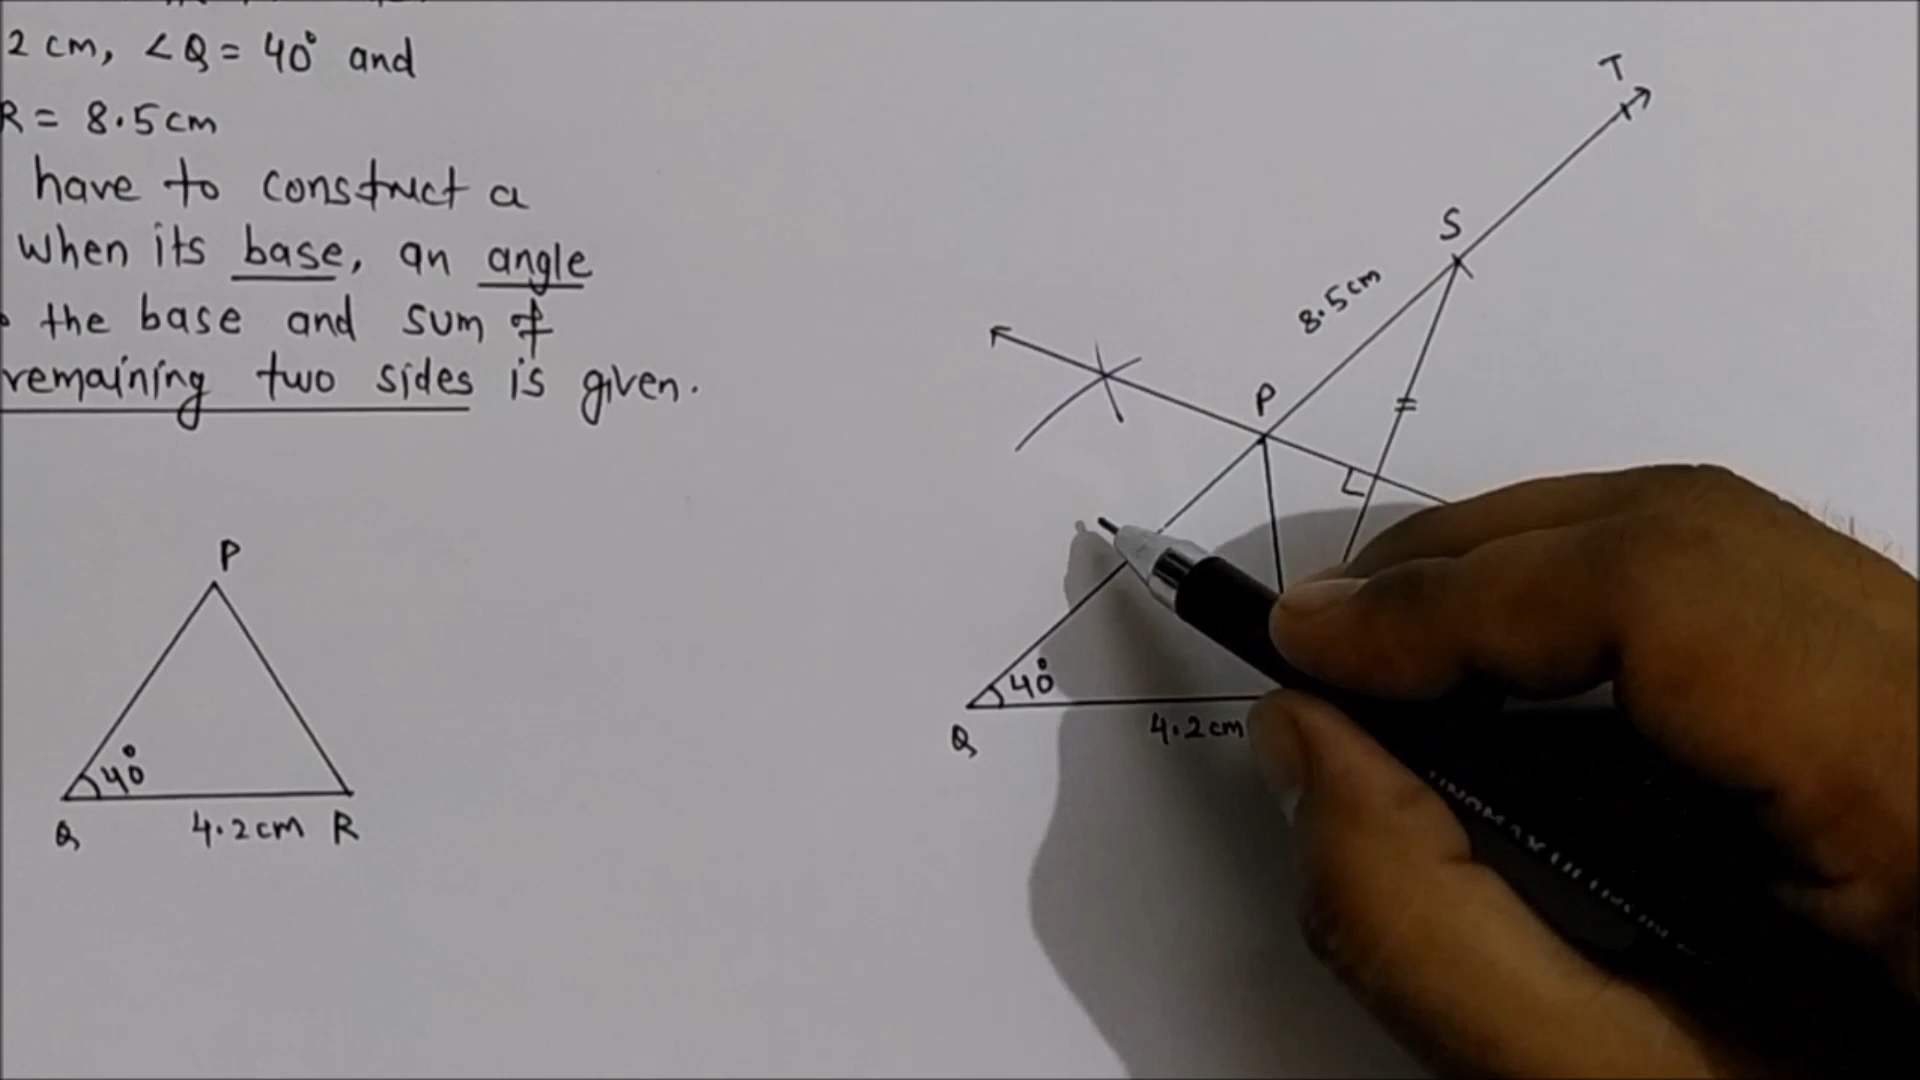 2 cm, ∠Q = 40° and
R = 8.5cm
have to construct a
when its base, an angle
the base and sum of
remaining two sides is given.
P
40°
Q 4.2cm R
T
S
8.5cm
P
40°
Q
4.2cm